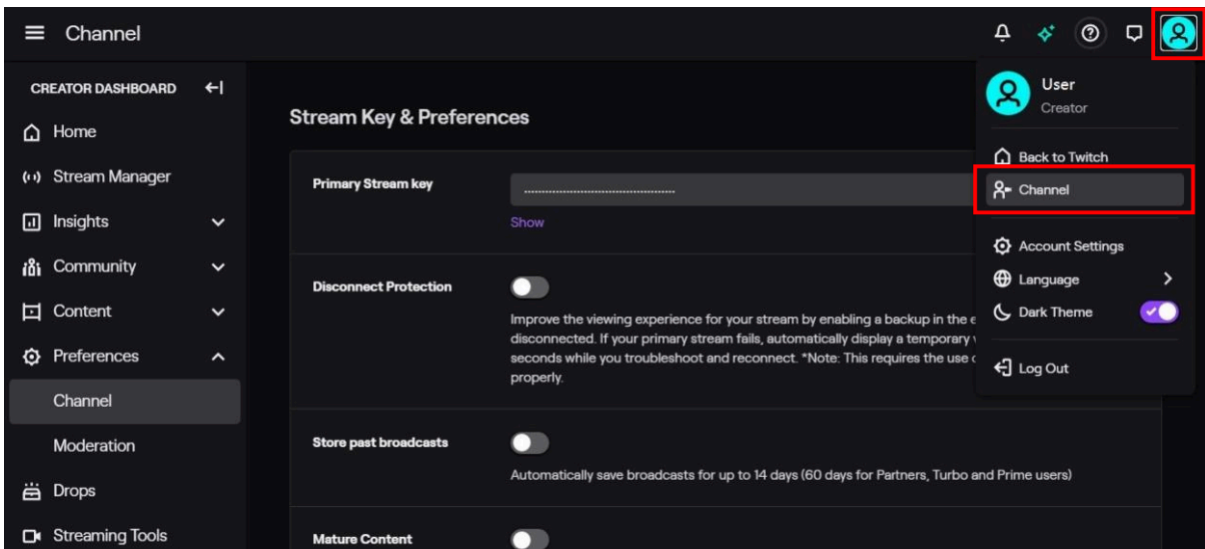 Channel
CREATOR DASHBOARD
Home
Stream Manager
Insights
Community
Content
Preferences
Channel
Moderation
Drops
Streaming Tools
Stream Key & Preferences
Primary Stream key
Show
Disconnect Protection
Improve the viewing experience for your stream by enabling a backup in the
disconnected. If your primary stream fails, automatically display a temporary
seconds while you troubleshoot and reconnect. *Note: This requires the use
properly.
Store past broadcasts
Automatically save broadcasts for up to 14 days (60 days for Partners, Turbo and Prime users)
Mature Content
User
Creator
Back to Twitch
Channel
Account Settings
Language
Dark Theme
Log Out